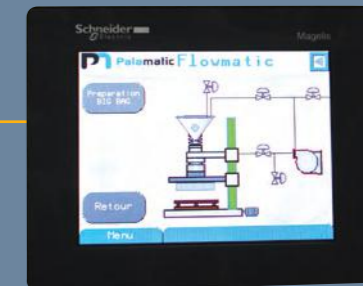 Schneider
Electric
Magelis
Palamatic Flowmatic
Preparation
BIG BAG
Retour
Menu